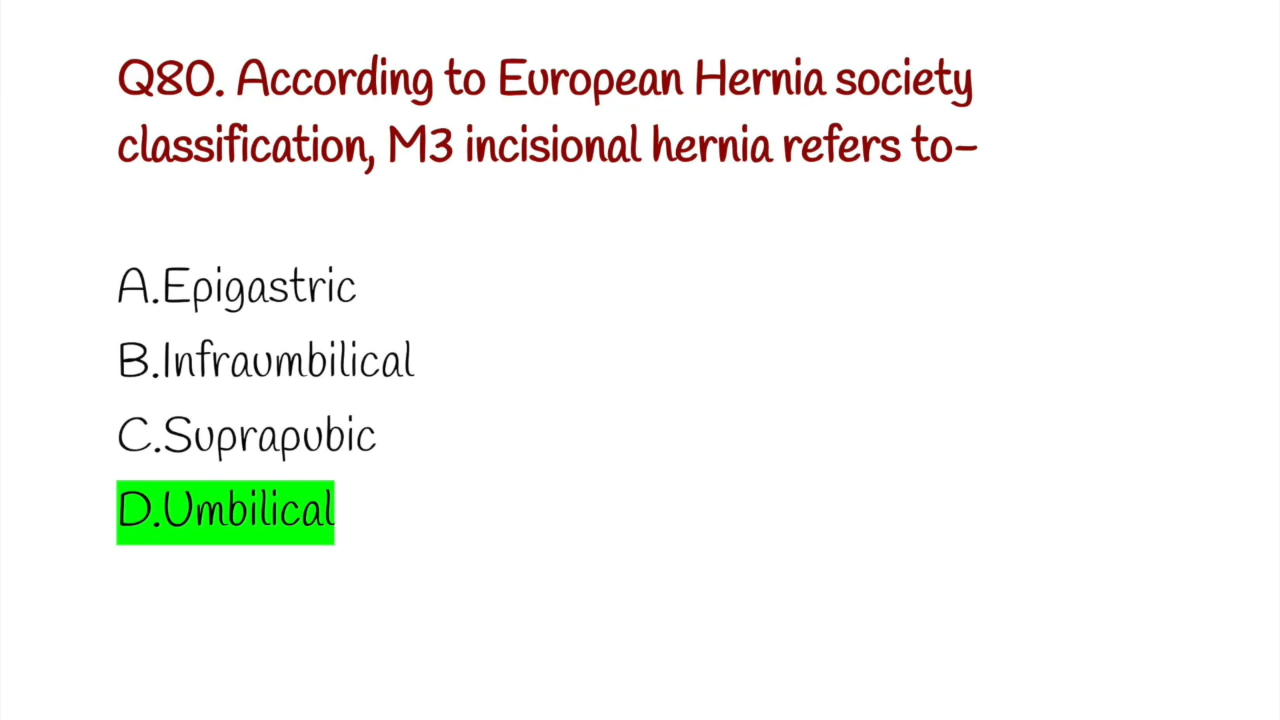 Q80. According to European Hernia society
classification, M3 incisional hernia refers to-
A.Epigastric
B.Infraumbilical
C.Suprapubic
D.Umbilical